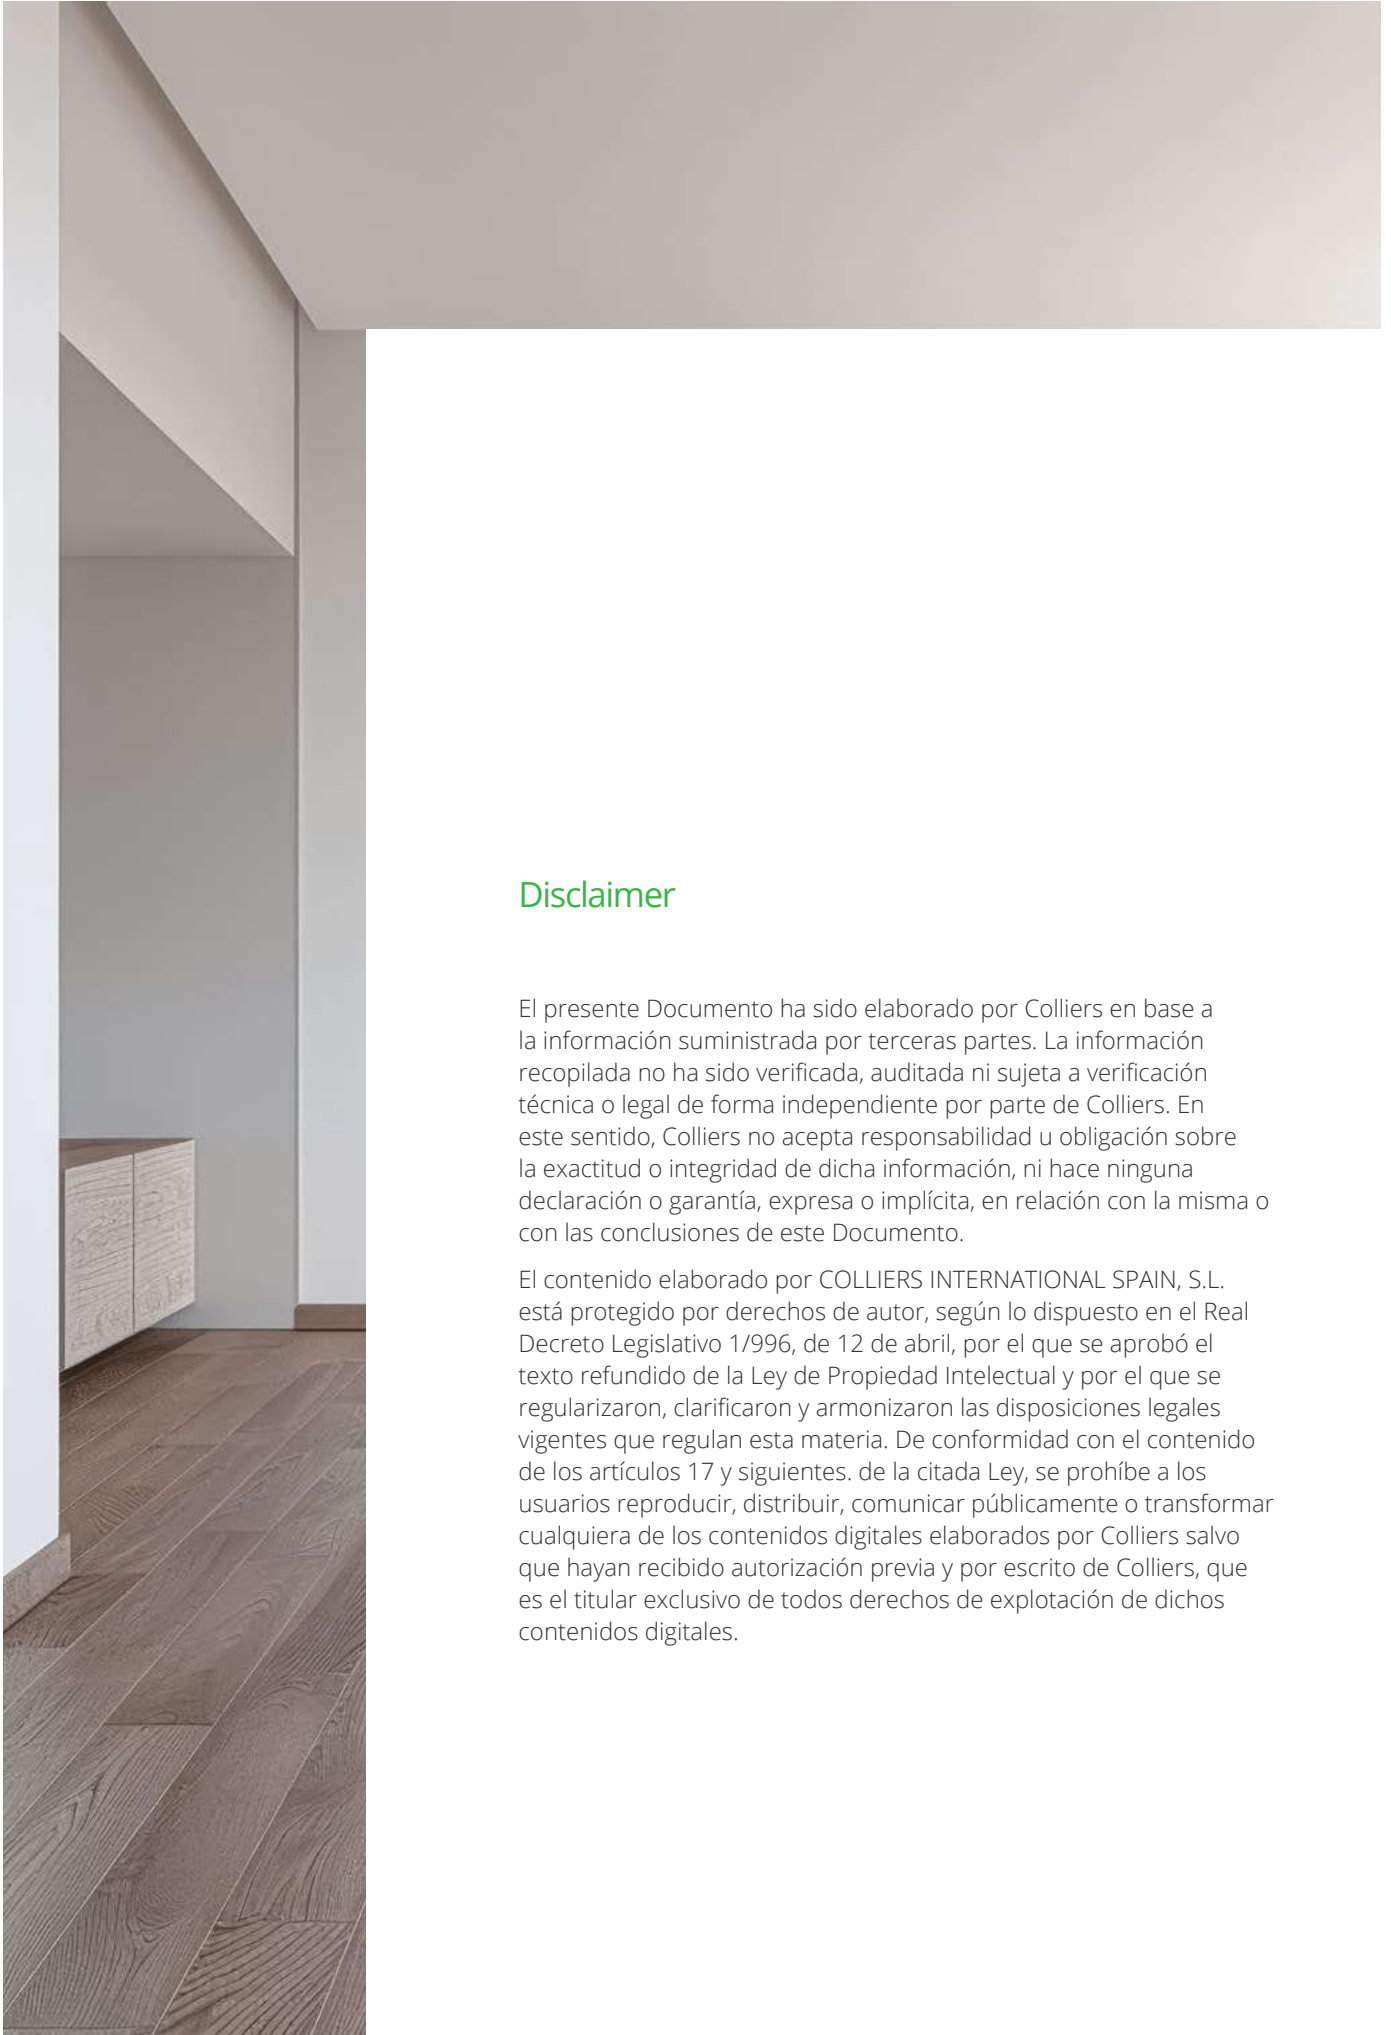 Disclaimer
El presente Documento ha sido elaborado por Colliers en base a
la información suministrada por terceras partes. La información
recopilada no ha sido verificada, auditada ni sujeta a verificación
técnica o legal de forma independiente por parte de Colliers. En
este sentido, Colliers no acepta responsabilidad u obligación sobre
la exactitud o integridad de dicha información, ni hace ninguna
declaración o garantía, expresa o implícita, en relación con la misma o
con las conclusiones de este Documento.
El contenido elaborado por COLLIERS INTERNATIONAL SPAIN, S.L.
está protegido por derechos de autor, según lo dispuesto en el Real
Decreto Legislativo 1/996, de 12 de abril, por el que se aprobó el
texto refundido de la Ley de Propiedad Intelectual y por el que se
regularizaron, clarificaron y armonizaron las disposiciones legales
vigentes que regulan esta materia. De conformidad con el contenido
de los artículos 17 y siguientes. de la citada Ley, se prohíbe a los
usuarios reproducir, distribuir, comunicar públicamente o transformar
cualquiera de los contenidos digitales elaborados por Colliers salvo
que hayan recibido autorización previa y por escrito de Colliers, que
es el titular exclusivo de todos derechos de explotación de dichos
contenidos digitales.